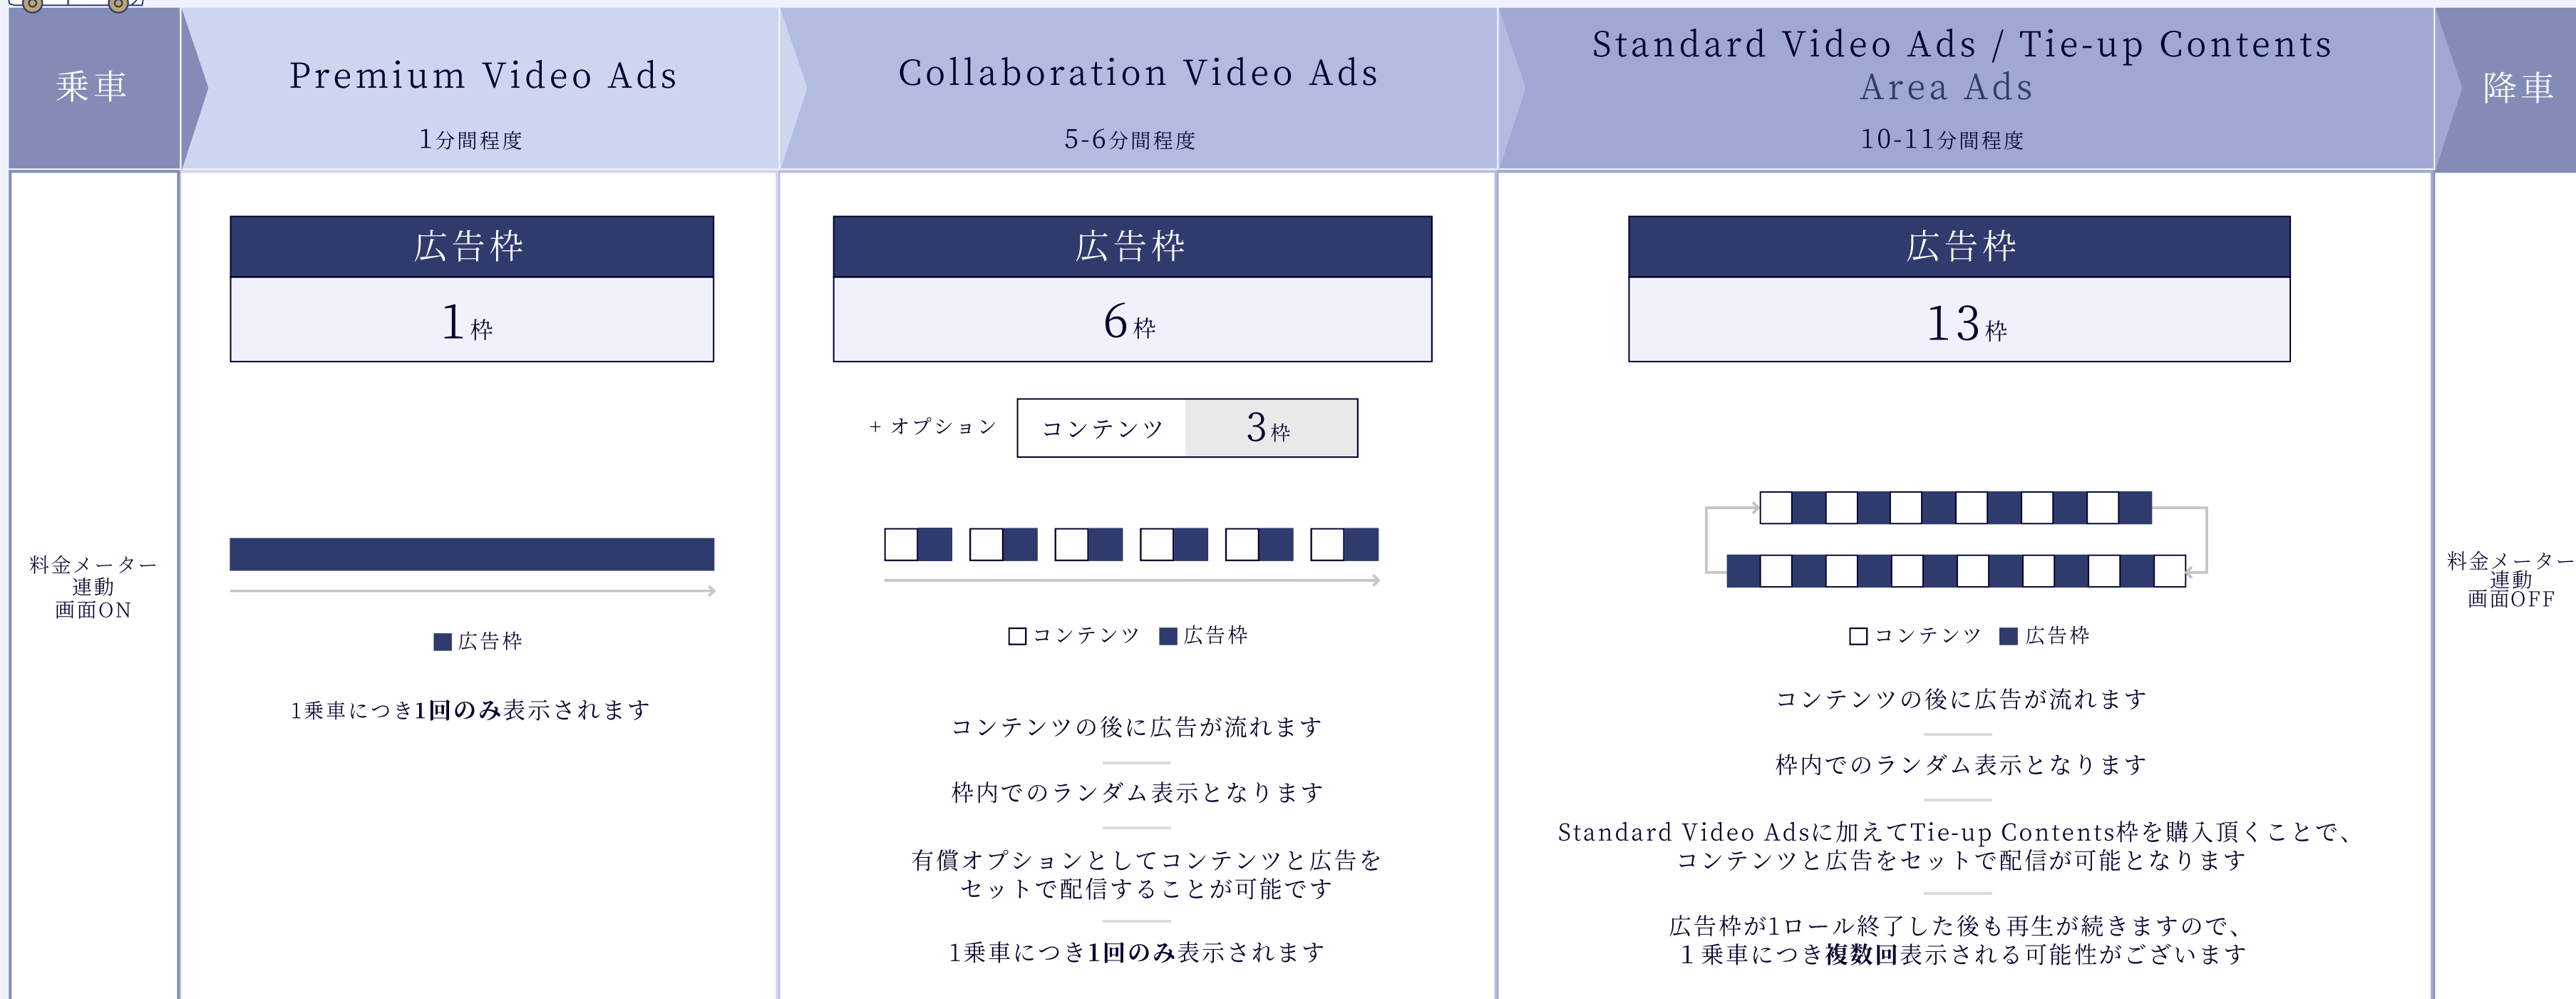 乗車
Premium Video Ads
1分間程度
Collaboration Video Ads
5-6分間程度
Standard Video Ads / Tie-up Contents
Area Ads
10-11分間程度
降車
料金メーター
連動
画面ON
広告枠
1枠
広告枠
1乗車につき1回のみ表示されます
広告枠
6枠
+ オプション
コンテンツ
3枠
コンテンツ 広告枠
コンテンツの後に広告が流れます
枠内でのランダム表示となります
有償オプションとしてコンテンツと広告を
セットで配信することが可能です
1乗車につき1回のみ表示されます
広告枠
13枠
コンテンツ 広告枠
コンテンツの後に広告が流れます
枠内でのランダム表示となります
Standard Video Adsに加えてTie-up Contents枠を購入頂くことで、
コンテンツと広告をセットで配信が可能となります
広告枠が1ロール終了した後も再生が続きますので、
１乗車につき複数回表示される可能性がございます
料金メーター
連動
画面OFF